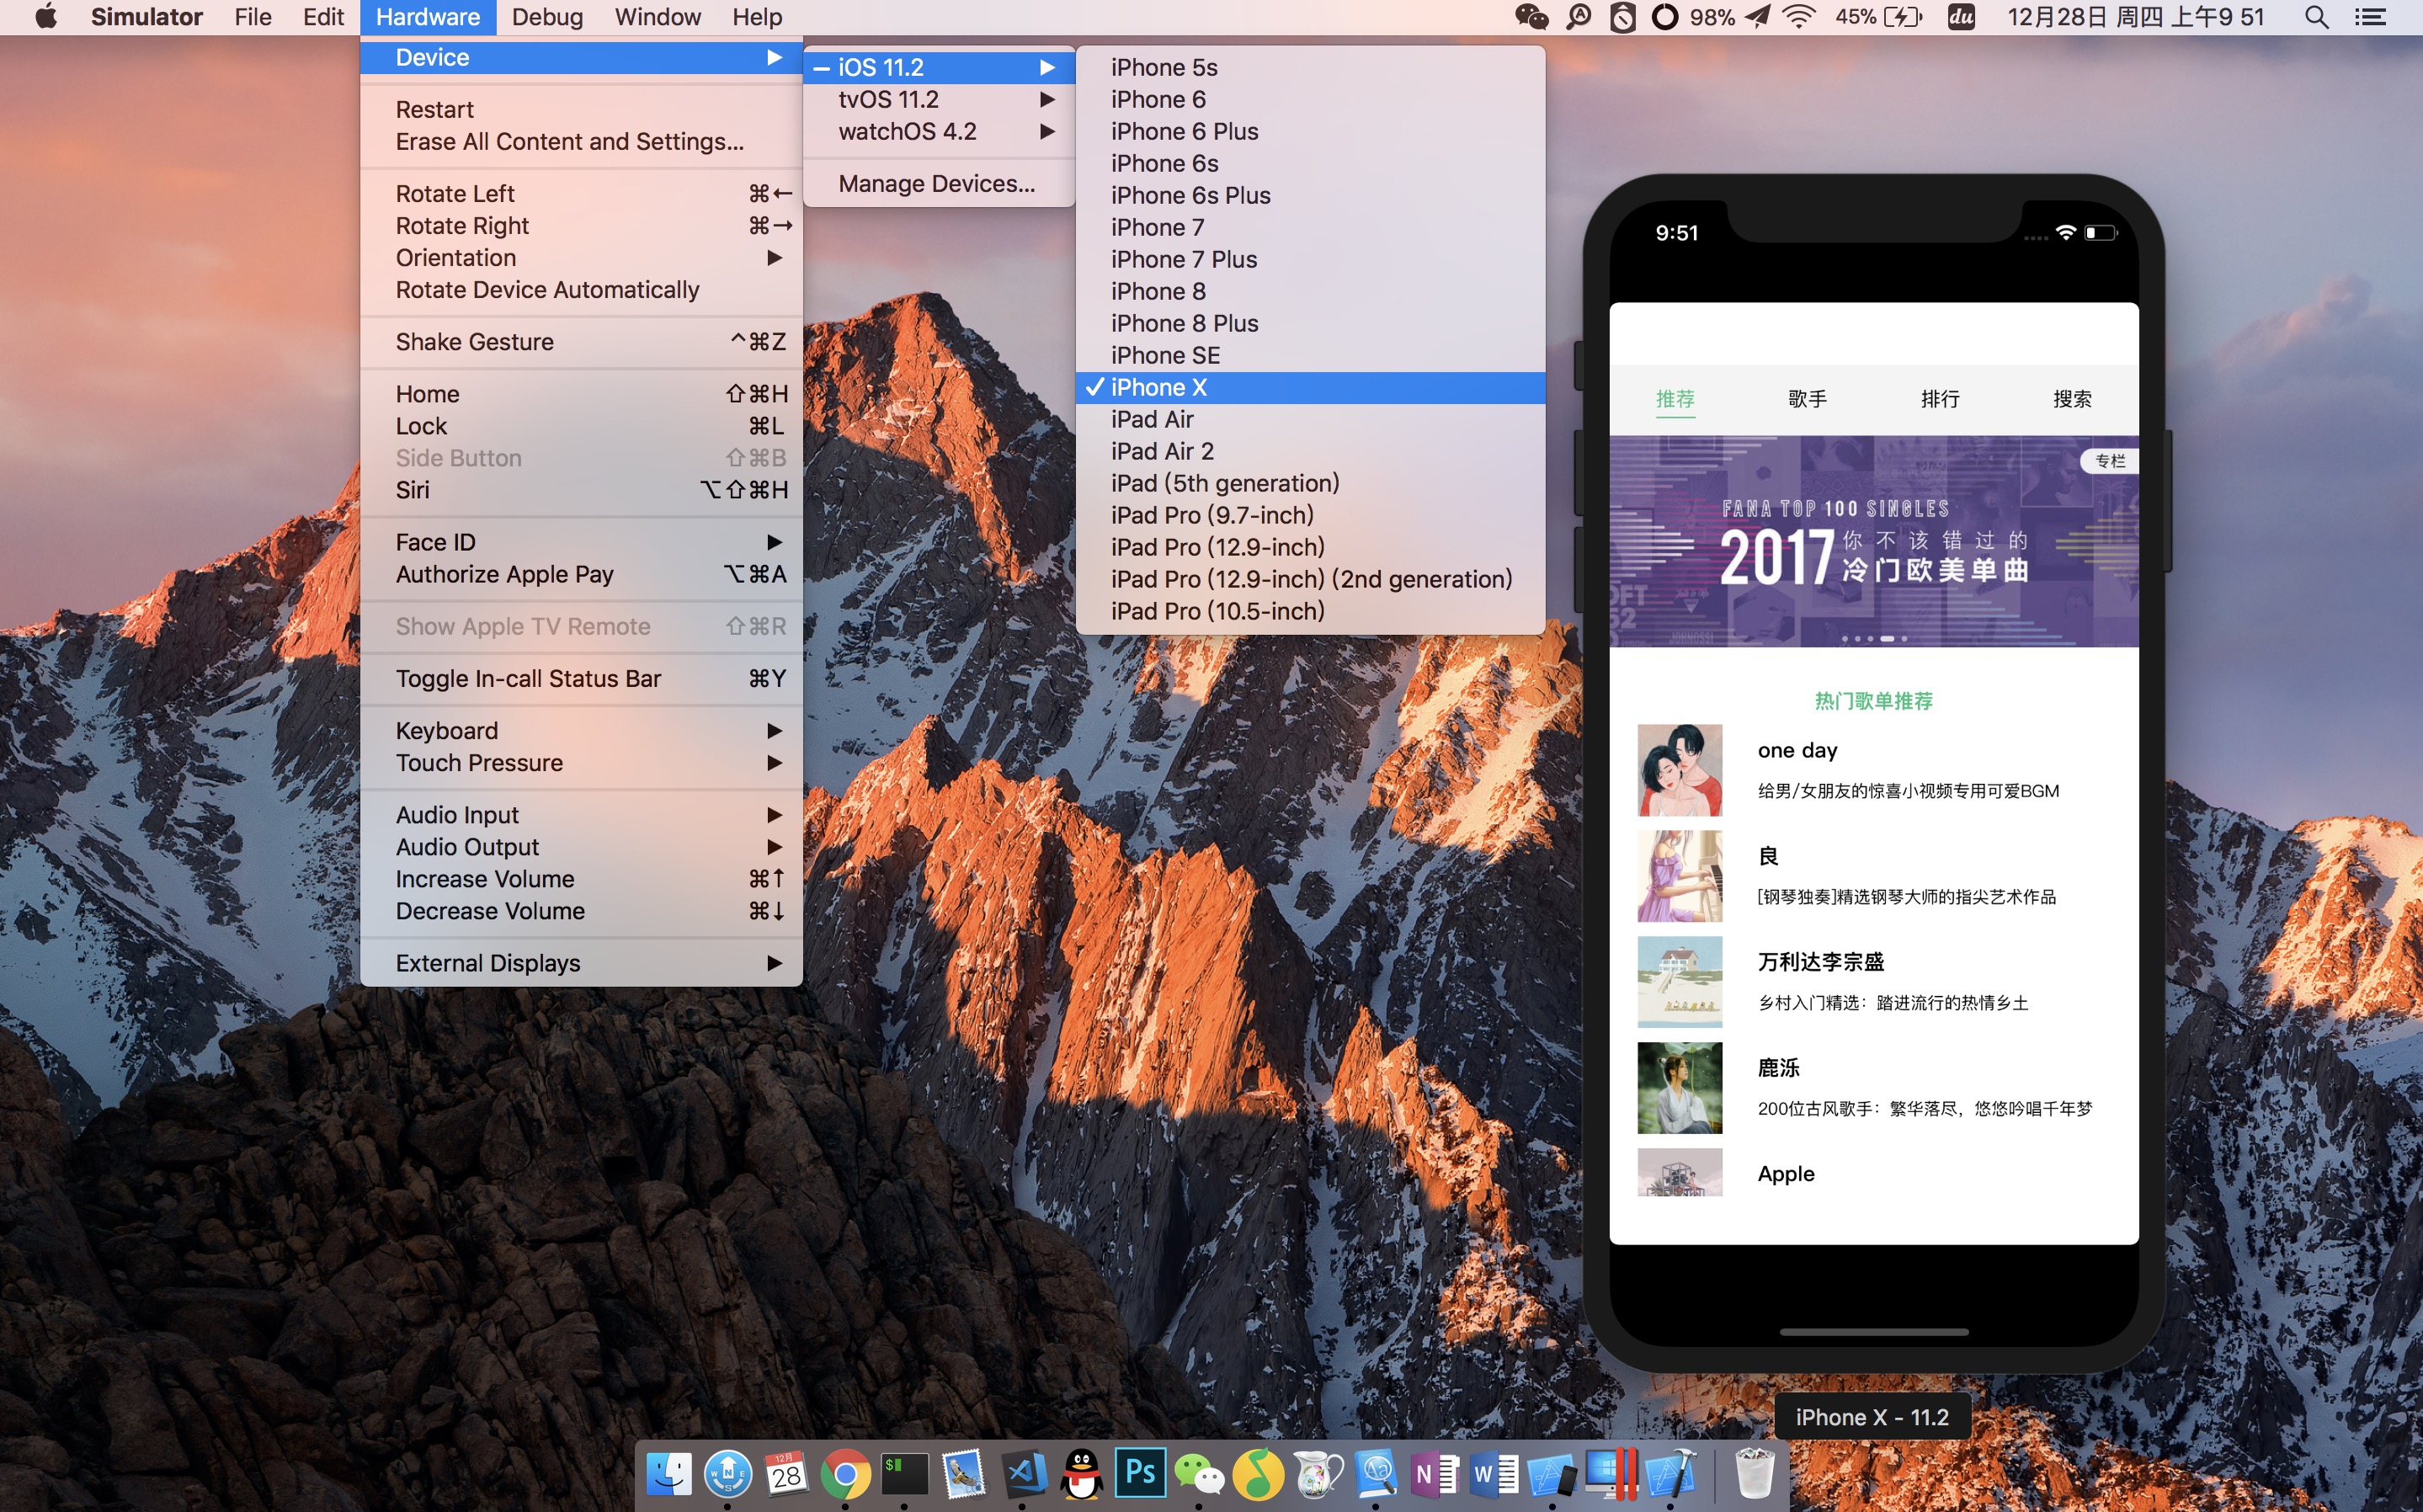 Simulator File Edit Hardware Debug Window Help 98% 45% du 12月28日 周四 上午9 51
Device
Restart
Erase All Content and Settings...
Rotate Left ⌘←
Rotate Right ⌘→
Orientation
Rotate Device Automatically
Shake Gesture ^⌘Z
Home ⇧⌘H
Lock ⌘L
Side Button ⇧⌘B
Siri ⌥⇧⌘H
Face ID
Authorize Apple Pay ⌥⌘A
Show Apple TV Remote ⇧⌘R
Toggle In-call Status Bar ⌘Y
Keyboard
Touch Pressure
Audio Input
Audio Output
Increase Volume ⌘↑
Decrease Volume ⌘↓
External Displays
iOS 11.2
tvOS 11.2
watchOS 4.2
Manage Devices...
iPhone 5s
iPhone 6
iPhone 6 Plus
iPhone 6s
iPhone 6s Plus
iPhone 7
iPhone 7 Plus
iPhone 8
iPhone 8 Plus
iPhone SE
✓ iPhone X
iPad Air
iPad Air 2
iPad (5th generation)
iPad Pro (9.7-inch)
iPad Pro (12.9-inch)
iPad Pro (12.9-inch) (2nd generation)
iPad Pro (10.5-inch)
9:51
推荐 歌手 排行 搜索
专栏
FANA TOP 100 SINGLES
2017 你不该错过的
冷门欧美单曲
热门歌单推荐
one day
给男/女朋友的惊喜小视频专用可爱BGM
良
[钢琴独奏]精选钢琴大师的指尖艺术作品
万利达李宗盛
乡村入门精选：踏进流行的热情乡土
鹿泺
200位古风歌手：繁华落尽，悠悠吟唱千年梦
Apple
iPhone X - 11.2
12月
28
$
Ps
N
W